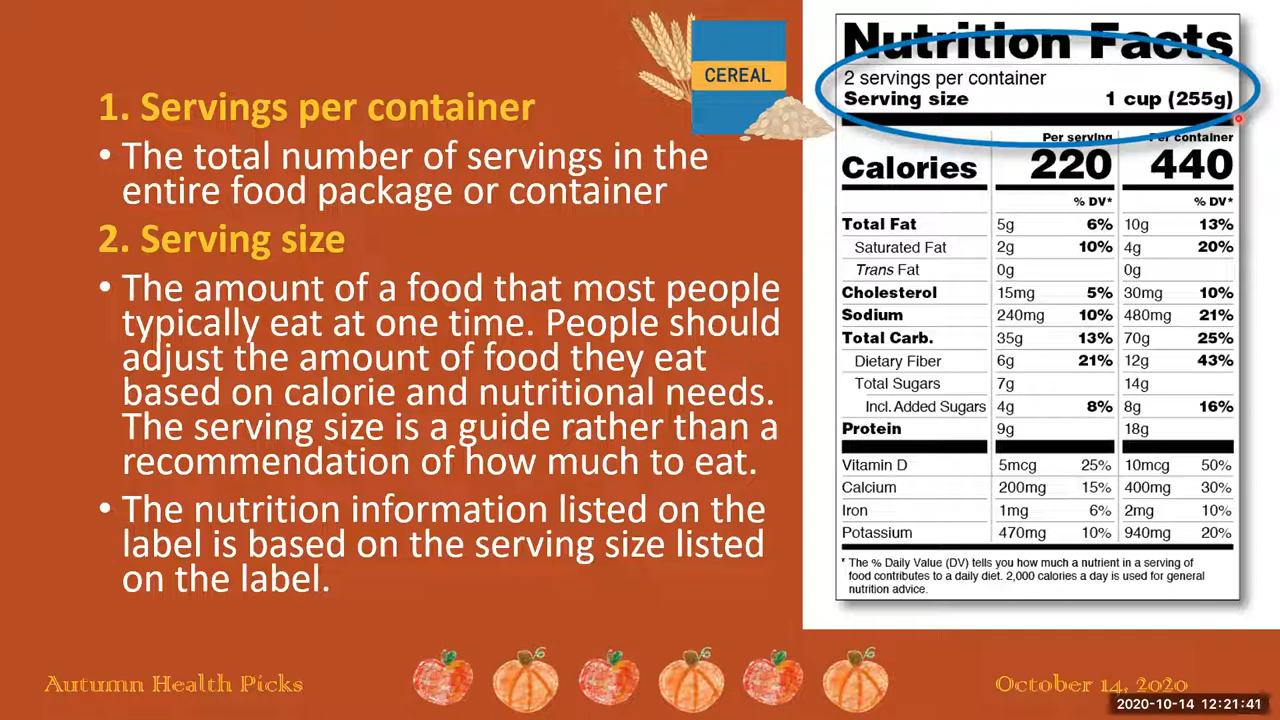 1. Servings per container
• The total number of servings in the
entire food package or container
2. Serving size
• The amount of a food that most people
typically eat at one time. People should
adjust the amount of food they eat
based on calorie and nutritional needs.
The serving size is a guide rather than a
recommendation of how much to eat.
• The nutrition information listed on the
label is based on the serving size listed
on the label.
CEREAL
Nutrition Facts
2 servings per container
Serving size 1 cup (255g)
Per serving Per container
Calories 220 440
% DV* % DV*
Total Fat 5g 6% 10g 13%
Saturated Fat 2g 10% 4g 20%
Trans Fat 0g 0g
Cholesterol 15mg 5% 30mg 10%
Sodium 240mg 10% 480mg 21%
Total Carb. 35g 13% 70g 25%
Dietary Fiber 6g 21% 12g 43%
Total Sugars 7g 14g
Incl. Added Sugars 4g 8% 8g 16%
Protein 9g 18g
Vitamin D 5mcg 25% 10mcg 50%
Calcium 200mg 15% 400mg 30%
Iron 1mg 6% 2mg 10%
Potassium 470mg 10% 940mg 20%
* The % Daily Value (DV) tells you how much a nutrient in a serving of
food contributes to a daily diet. 2,000 calories a day is used for general
nutrition advice.
Autumn Health Picks
October 14, 2020
2020-10-14 12:21:41